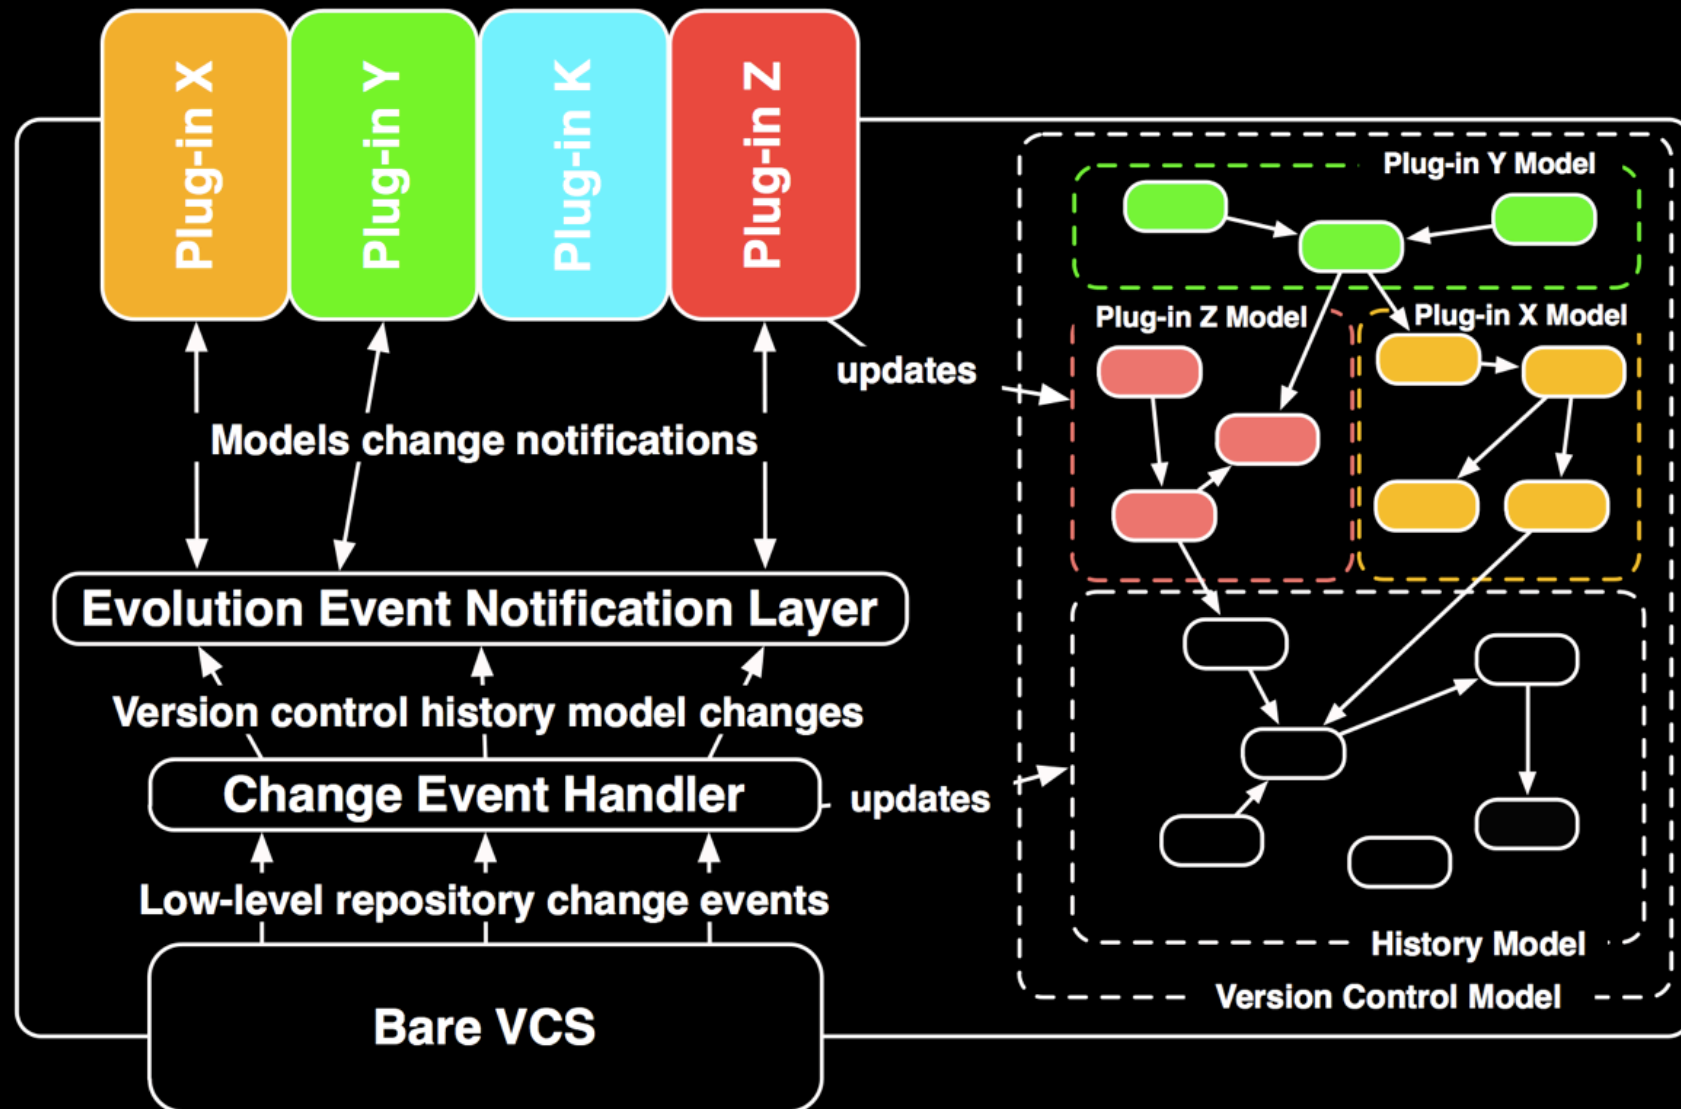 Plug-in X
Plug-in Y
Plug-in K
Plug-in Z
Plug-in Y Model
Plug-in Z Model
Plug-in X Model
updates
Models change notifications
Evolution Event Notification Layer
Version control history model changes
Change Event Handler
updates
Low-level repository change events
History Model
Version Control Model
Bare VCS